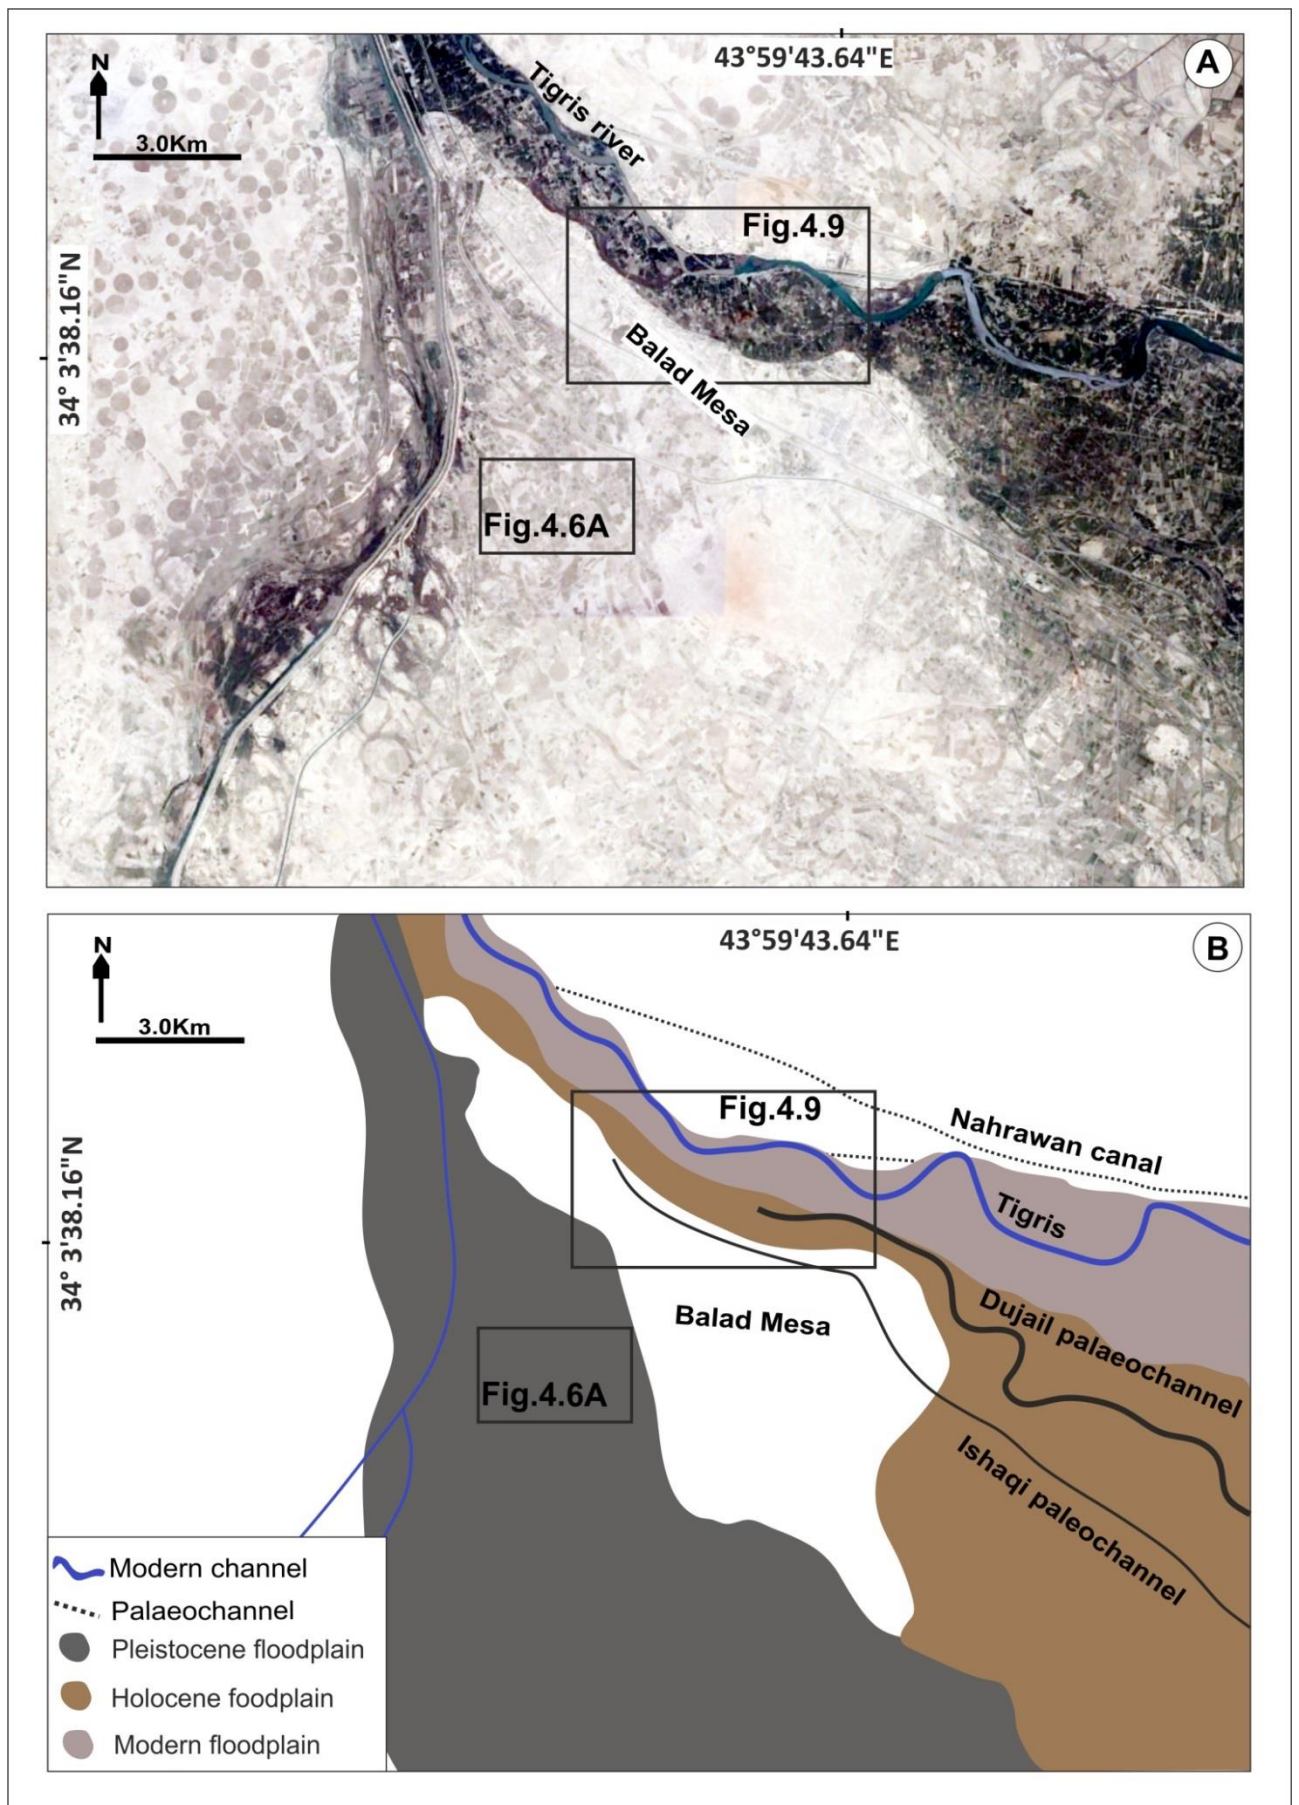 43°59'43.64"E
A
N
3.0Km
Tigris river
Fig.4.9
34° 3'38.16"N
Balad Mesa
Fig.4.6A
43°59'43.64"E
B
N
3.0Km
Fig.4.9
Nahrawan canal
34° 3'38.16"N
Tigris
Dujail palaeochannel
Balad Mesa
Fig.4.6A
Ishaqi paleochannel
Modern channel
Palaeochannel
Pleistocene floodplain
Holocene foodplain
Modern floodplain